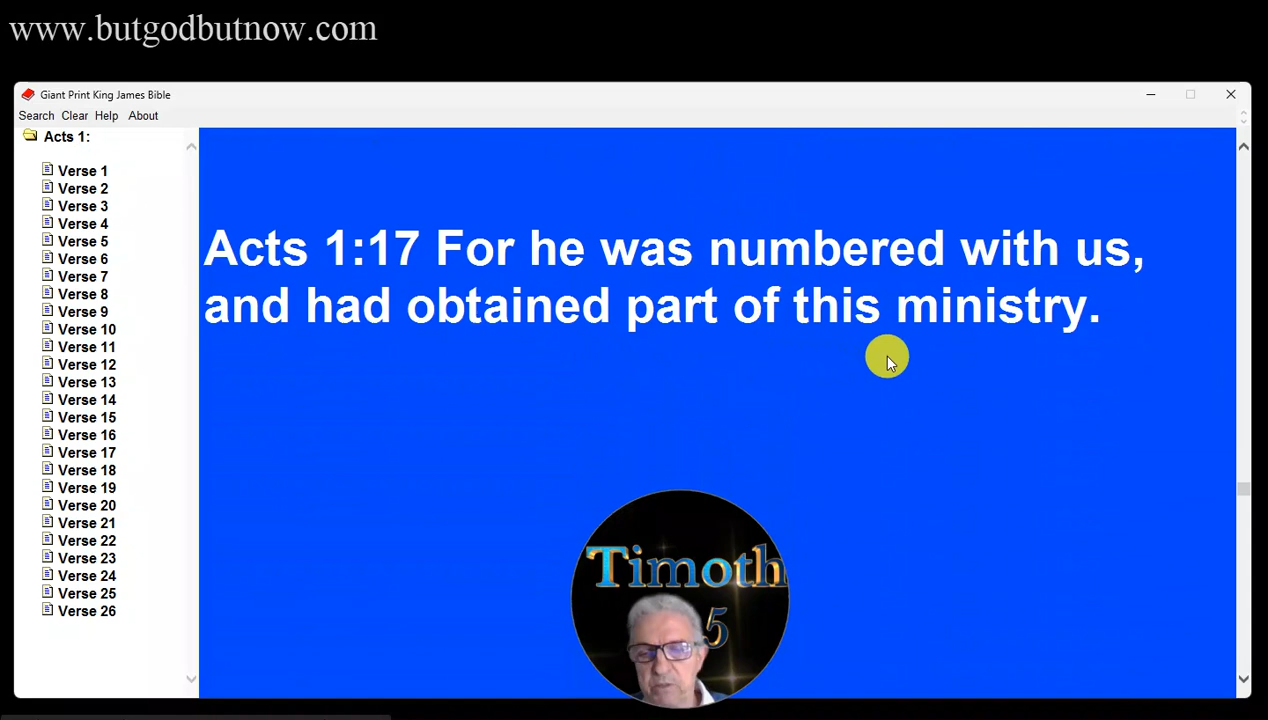 www.butgodbutnow.com
Giant Print King James Bible
Search Clear Help About
Acts 1:
Verse 1
Verse 2
Verse 3
Verse 4
Verse 5
Verse 6
Verse 7
Verse 8
Verse 9
Verse 10
Verse 11
Verse 12
Verse 13
Verse 14
Verse 15
Verse 16
Verse 17
Verse 18
Verse 19
Verse 20
Verse 21
Verse 22
Verse 23
Verse 24
Verse 25
Verse 26
Acts 1:17 For he was numbered with us,
and had obtained part of this ministry.
Timoth
5